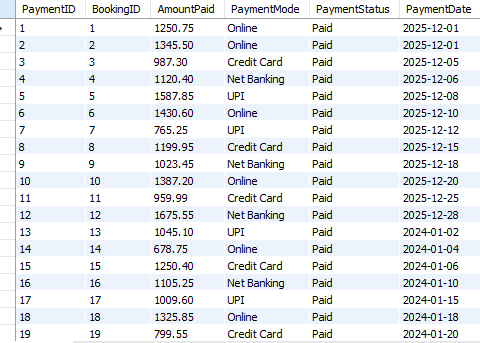 PaymentID BookingID AmountPaid PaymentMode PaymentStatus PaymentDate
1 1 1250.75 Online Paid 2025-12-01
2 2 1345.50 Online Paid 2025-12-01
3 3 987.30 Credit Card Paid 2025-12-05
4 4 1120.40 Net Banking Paid 2025-12-06
5 5 1587.85 UPI Paid 2025-12-08
6 6 1430.60 Online Paid 2025-12-10
7 7 765.25 UPI Paid 2025-12-12
8 8 1199.95 Credit Card Paid 2025-12-15
9 9 1023.45 Net Banking Paid 2025-12-18
10 10 1387.20 Online Paid 2025-12-20
11 11 959.99 Credit Card Paid 2025-12-25
12 12 1675.55 Net Banking Paid 2025-12-28
13 13 1045.10 UPI Paid 2024-01-02
14 14 678.75 Online Paid 2024-01-04
15 15 1250.40 Credit Card Paid 2024-01-06
16 16 1105.25 Net Banking Paid 2024-01-10
17 17 1009.60 UPI Paid 2024-01-15
18 18 1325.85 Online Paid 2024-01-18
19 19 799.55 Credit Card Paid 2024-01-20